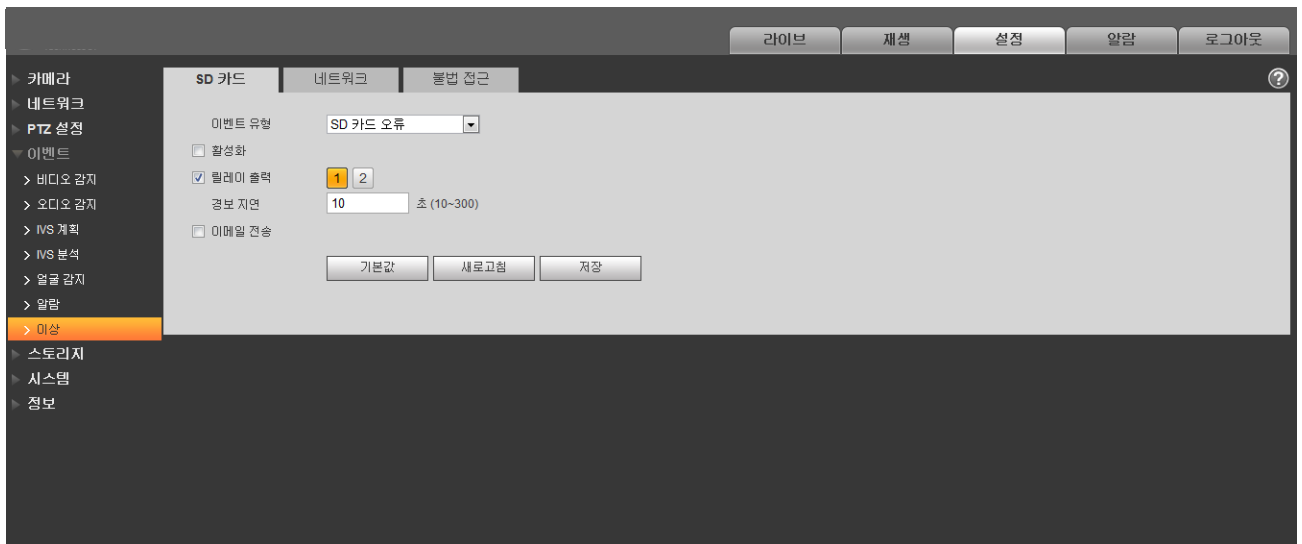 라이브 재생 설정 알람 로그아웃
카메라
네트워크
PTZ 설정
이벤트
비디오 감지
오디오 감지
IVS 계획
IVS 분석
얼굴 감지
알람
이상
스토리지
시스템
정보
SD 카드 네트워크 불법 접근
?
이벤트 유형 SD 카드 오류
활성화
릴레이 출력 1 2
경보 지연 10 초 (10~300)
이메일 전송
기본값 새로고침 저장